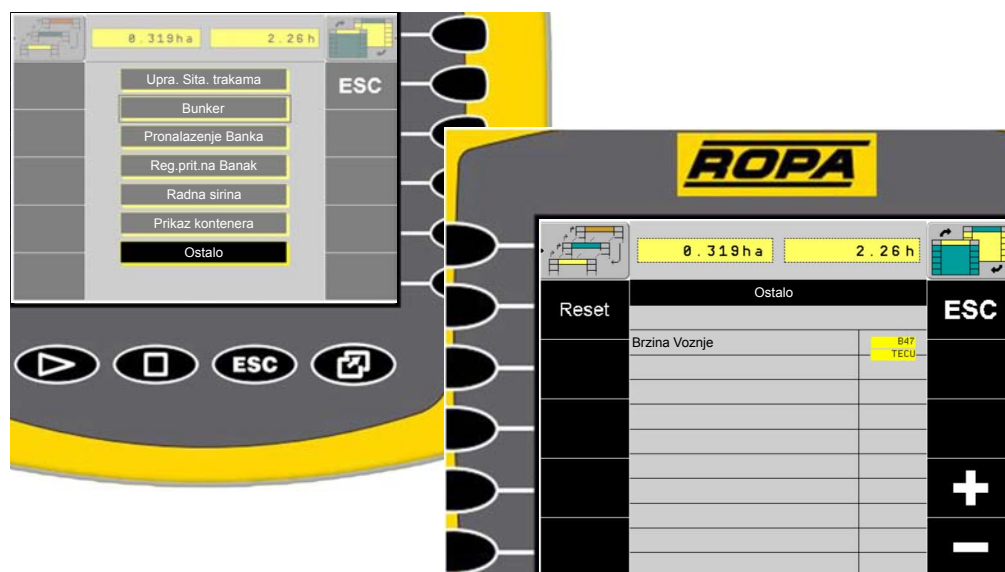 0.319ha 2.26h
ESC
Upra. Sita. trakama
Bunker
Pronalazenje Banka
Reg.prit.na Banak
Radna sirina
Prikaz kontenera
Ostalo
ESC
ROPA
0.319ha 2.26h
Ostalo
Reset
ESC
Brzina Voznje B47
TECU